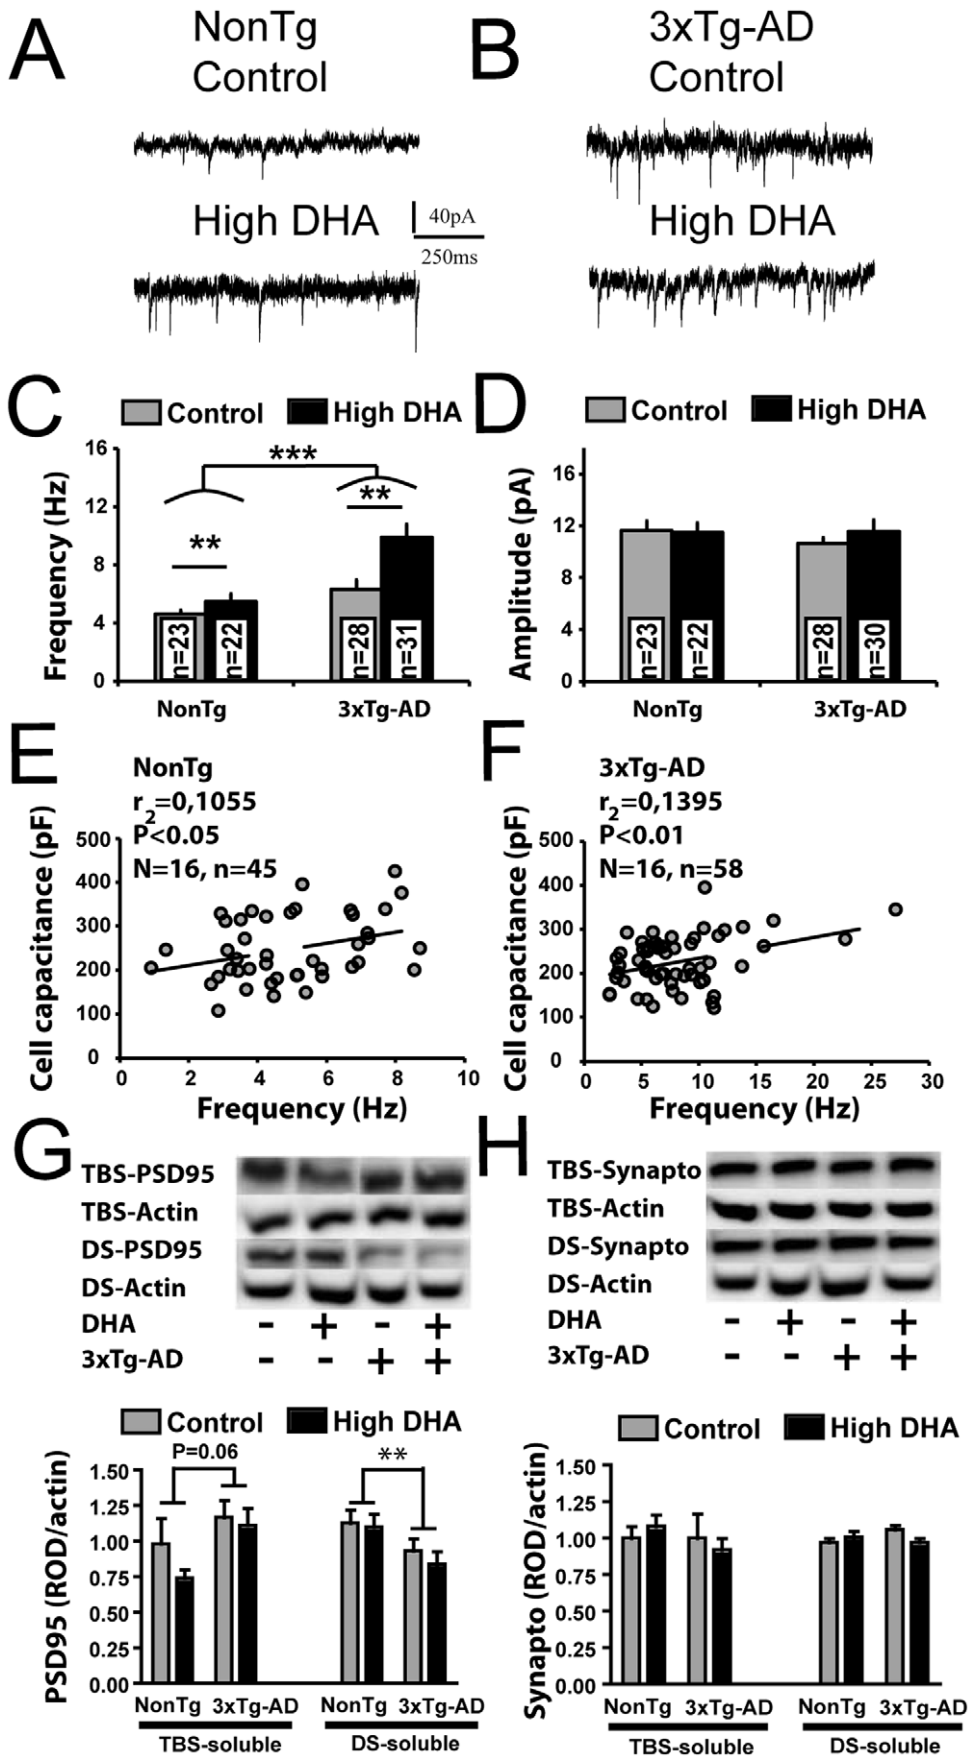 A
NonTg
Control
High DHA
40pA
250ms
B
3xTg-AD
Control
High DHA
C
Control
High DHA
Frequency (Hz)
16
12
8
4
0
***
**
**
n=23
n=22
n=28
n=31
NonTg
3xTg-AD
D
Control
High DHA
Amplitude (pA)
16
12
8
4
0
n=23
n=22
n=28
n=30
NonTg
3xTg-AD
E
NonTg
r2=0,1055
P<0.05
N=16, n=45
Cell capacitance (pF)
500
400
300
200
100
0
0 2 4 6 8 10
Frequency (Hz)
F
3xTg-AD
r2=0,1395
P<0.01
N=16, n=58
Cell capacitance (pF)
500
400
300
200
100
0
0 5 10 15 20 25 30
Frequency (Hz)
G
TBS-PSD95
TBS-Actin
DS-PSD95
DS-Actin
DHA - + - +
3xTg-AD - - + +
Control
High DHA
PSD95 (ROD/actin)
1.50
1.25
1.00
0.75
0.50
0.25
0.00
P=0.06
**
NonTg 3xTg-AD NonTg 3xTg-AD
TBS-soluble DS-soluble
H
TBS-Synapto
TBS-Actin
DS-Synapto
DS-Actin
DHA - + - +
3xTg-AD - - + +
Control
High DHA
Synapto (ROD/actin)
1.50
1.25
1.00
0.75
0.50
0.25
0.00
NonTg 3xTg-AD NonTg 3xTg-AD
TBS-soluble DS-soluble